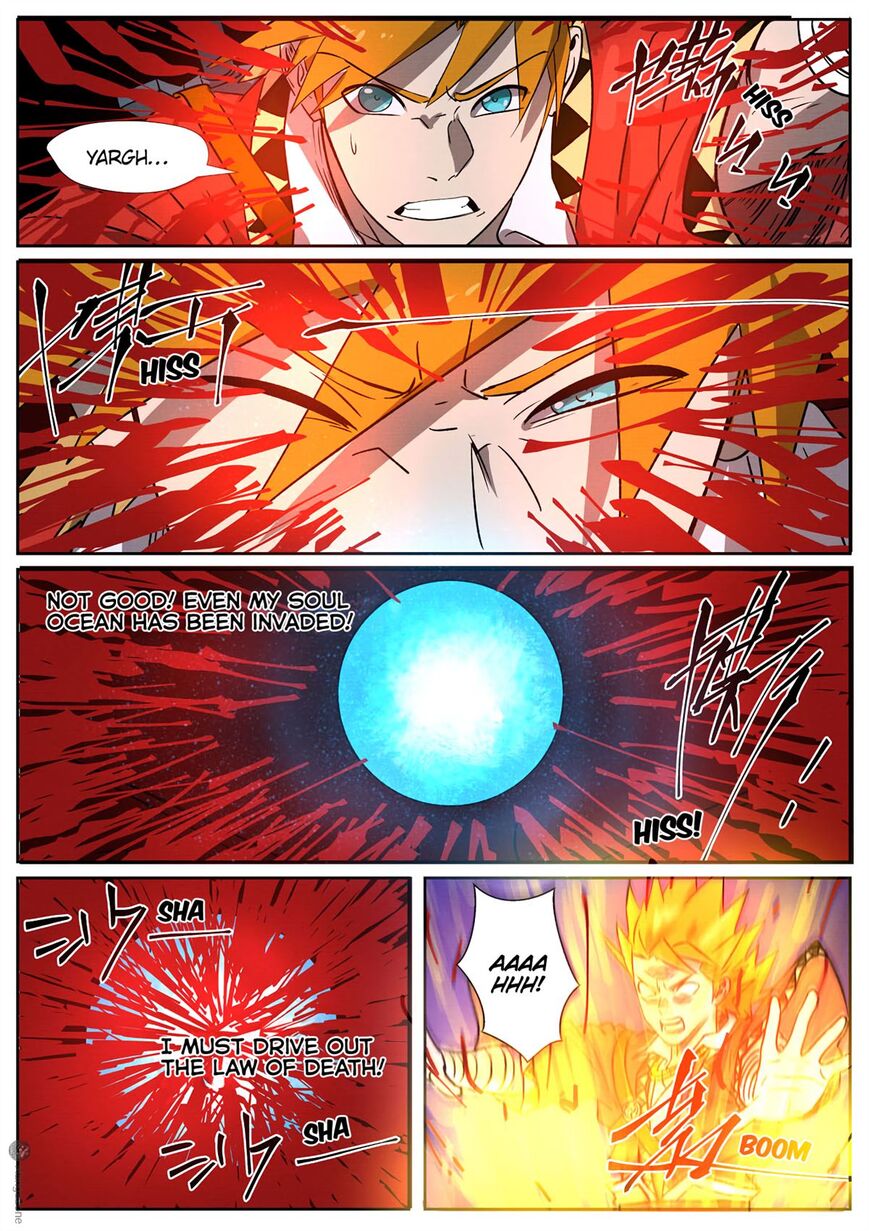 YARGH...
HISS
HISS
NOT GOOD! EVEN MY SOUL
OCEAN HAS BEEN INVADED!
HISS!
SHA
I MUST DRIVE OUT
THE LAW OF DEATH!
SHA
AAAA
HHH!
BOOM